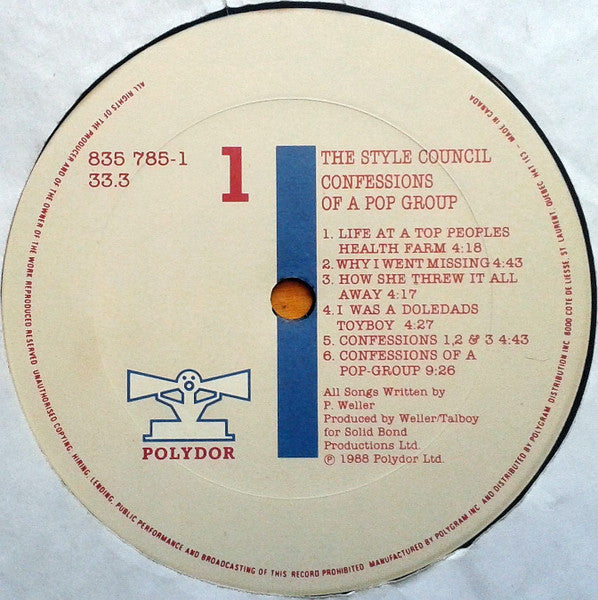 835 785-1
33.3
1
THE STYLE COUNCIL
CONFESSIONS
OF A POP GROUP
1. LIFE AT A TOP PEOPLES
HEALTH FARM 4:18
2. WHY I WENT MISSING 4:43
3. HOW SHE THREW IT ALL
AWAY 4:17
4. I WAS A DOLEDADS
TOYBOY 4:27
5. CONFESSIONS 1,2 & 3 4:43
6. CONFESSIONS OF A
POP-GROUP 9:26
All Songs Written by
P. Weller
Produced by Weller/Talboy
for Solid Bond
Productions Ltd.
℗ 1988 Polydor Ltd.
POLYDOR
ALL RIGHTS OF THE PRODUCER AND OF THE OWNER OF THE WORK REPRODUCED RESERVED. UNAUTHORISED COPYING, HIRING, LENDING, PUBLIC PERFORMANCE AND BROADCASTING OF THIS RECORD PROHIBITED. MANUFACTURED BY POLYGRAM INC. AND DISTRIBUTED BY POLYGRAM DISTRIBUTION INC. 8000 COTE DE LIESSE, ST. LAURENT, QUEBEC, H4T 1E3 - MADE IN CANADA